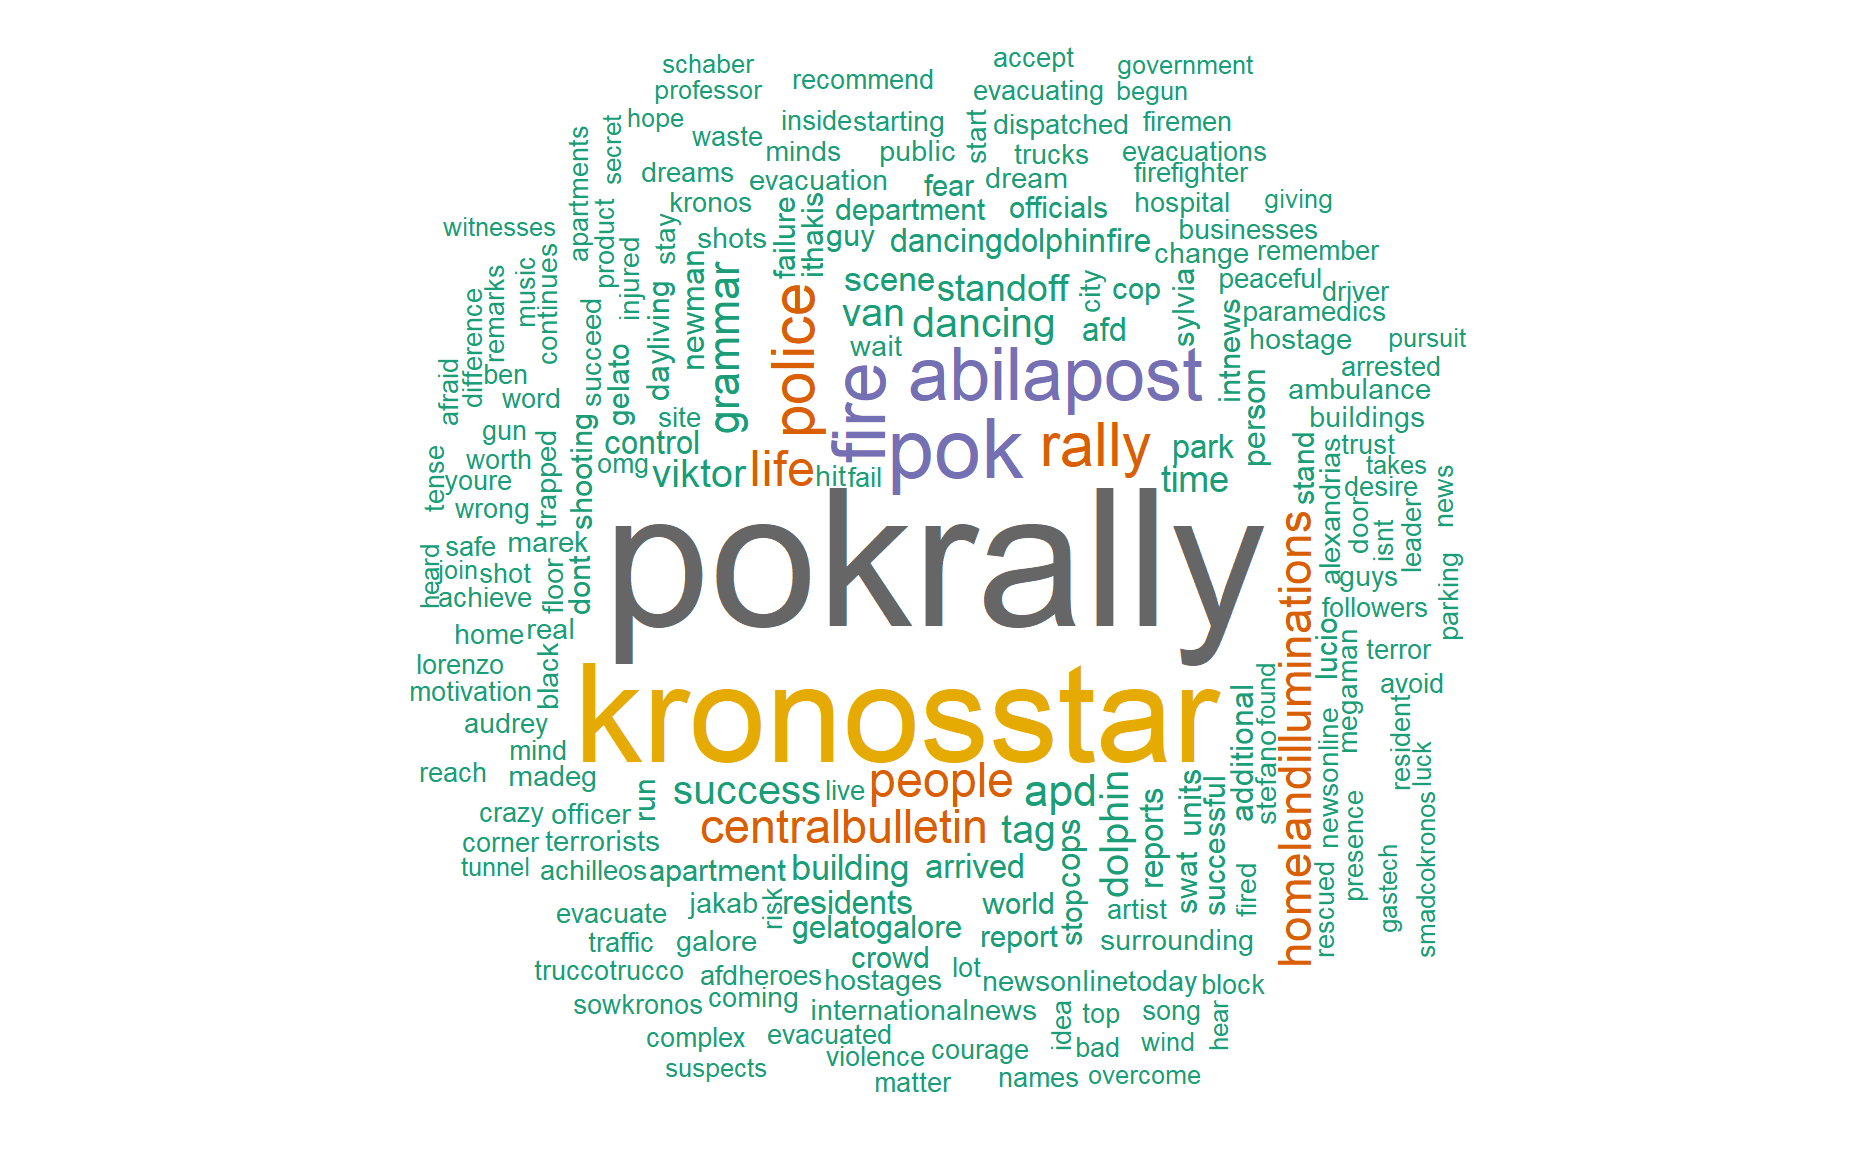 schaber
accept
government
professor
recommend
evacuating
begun
hope
secret
waste
inside
starting
start
dispatched
firemen
apartments
minds
public
trucks
evacuations
dreams
evacuation
fear
dream
firefighter
kronos
failure
ithakis
department
officials
hospital
giving
witnesses
product
stay
shots
guy
dancingdolphinfire
businesses
change
remember
continues
music
remarks
difference
injured
dayliving
newman
grammar
police
scene
standoff
city
cop
sylvia
peaceful
driver
succeed
gelato
van
dancing
afd
intnews
paramedics
wait
hostage
pursuit
afraid
ben
word
site
fire
abilapost
person
arrested
ambulance
gun
control
pok
rally
park
buildings
worth
trapped
shooting
omg
viktor
life
hit
fail
time
stand
alexandrias
trust
tense
youre
takes
wrong
desire
door
news
pokrally
homelandilluminations
safe
marek
isnt
leader
heard
join
shot
floor
dont
guys
achieve
followers
parking
home
real
lucio
megaman
lorenzo
terror
motivation
black
kronosstar
additional
found
avoid
audrey
stefano
newsonline
resident
mind
reach
madeg
run
success
live
people
apd
dolphin
reports
units
successful
luck
crazy
officer
centralbulletin
tag
cops
corner
terrorists
swat
presence
smadcokronos
tunnel
achilleos
apartment
building
arrived
fired
rescued
gastech
evacuate
jakab
risk
residents
world
stop
artist
traffic
galore
gelatogalore
report
surrounding
truccotrucco
afdheroes
crowd
hostages
lot
newsonlinetoday
block
sowkronos
coming
internationalnews
idea
top
song
hear
complex
evacuated
violence
courage
bad
wind
suspects
matter
names
overcome